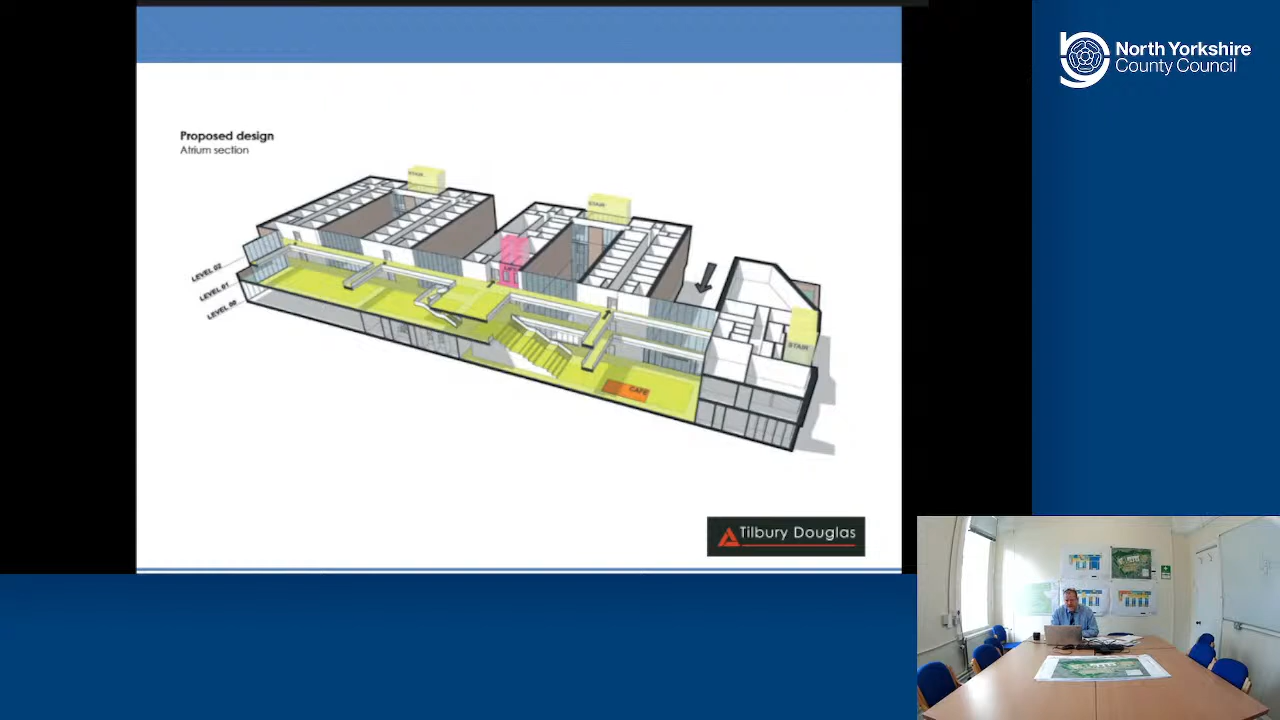 North Yorkshire
County Council
Proposed design
Atrium section
STAIR
STAIR
LEVEL 02
LEVEL 01
LEVEL 00
STAIR
CAFE
Tilbury Douglas